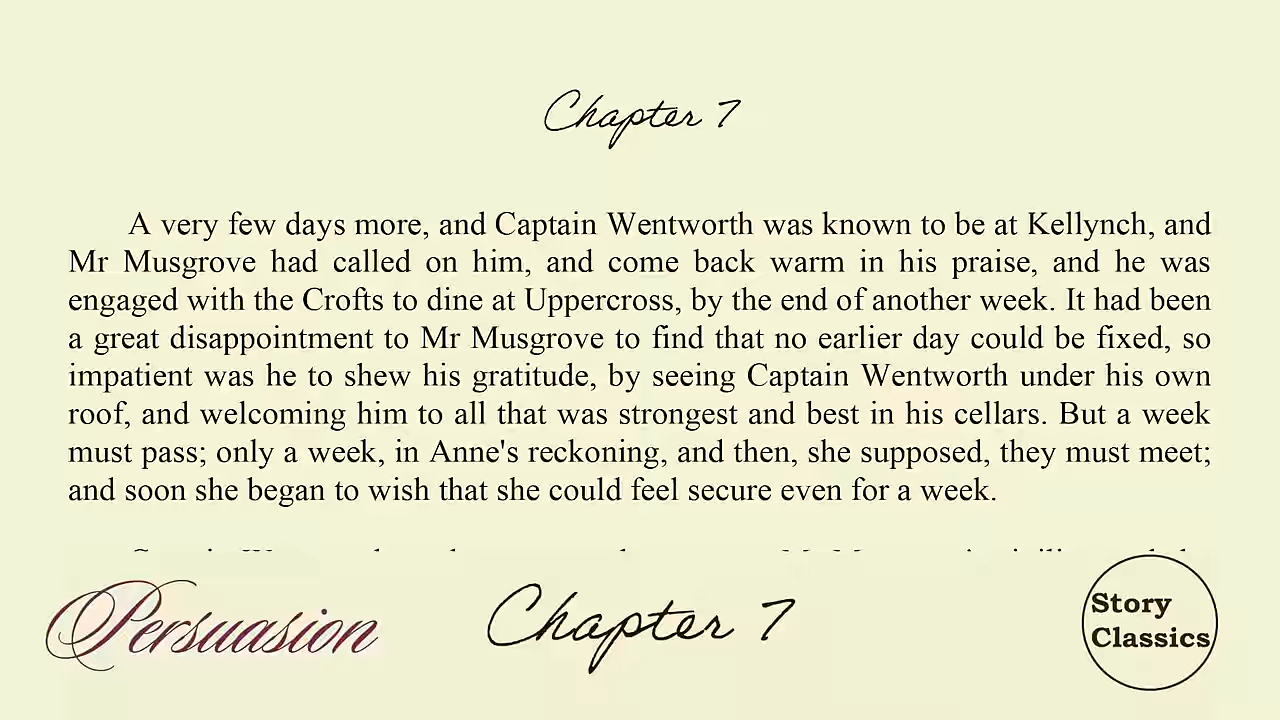 Chapter 7
A very few days more, and Captain Wentworth was known to be at Kellynch, and
Mr Musgrove had called on him, and come back warm in his praise, and he was
engaged with the Crofts to dine at Uppercross, by the end of another week. It had been
a great disappointment to Mr Musgrove to find that no earlier day could be fixed, so
impatient was he to shew his gratitude, by seeing Captain Wentworth under his own
roof, and welcoming him to all that was strongest and best in his cellars. But a week
must pass; only a week, in Anne's reckoning, and then, she supposed, they must meet;
and soon she began to wish that she could feel secure even for a week.
Persuasion
Chapter 7
Story
Classics